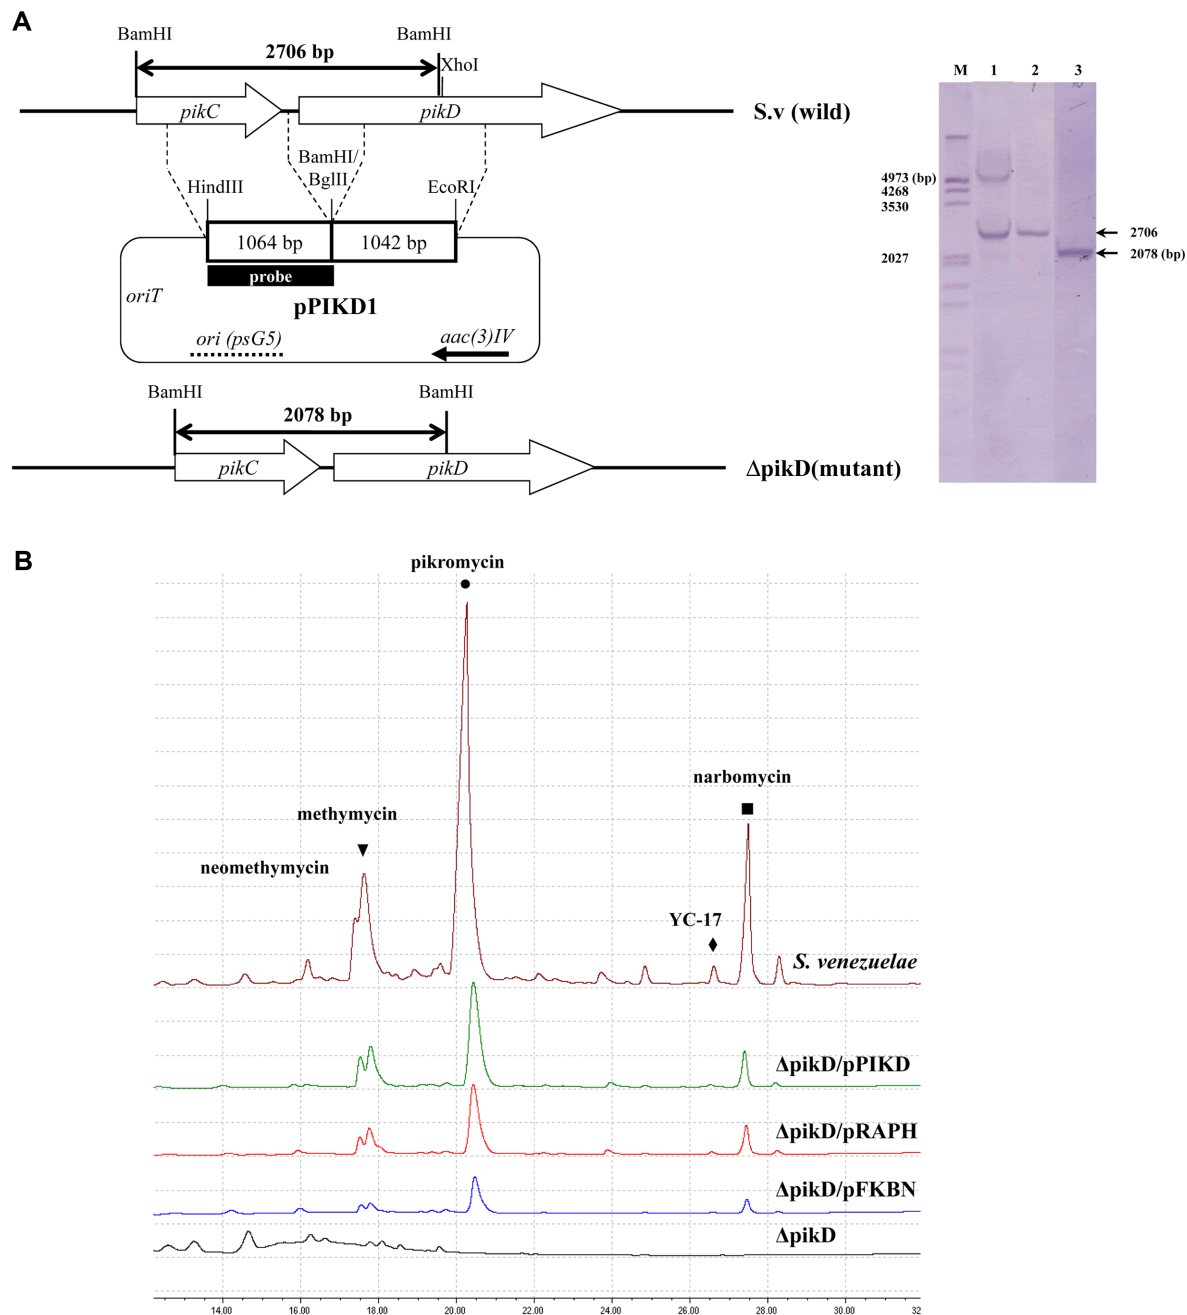 A
BamHI
BamHI
2706 bp
XhoI
pikC
pikD
S.v (wild)
BamHI/
BglII
HindIII
EcoRI
1064 bp
1042 bp
probe
pPIKD1
oriT
ori (psG5)
aac(3)IV
BamHI
BamHI
2078 bp
pikC
pikD
ΔpikD(mutant)
M 1 2 3
4973 (bp)
4268
3530
2027
2706
2078 (bp)
B
pikromycin
narbomycin
methymycin
neomethymycin
YC-17
S. venezuelae
ΔpikD/pPIKD
ΔpikD/pRAPH
ΔpikD/pFKBN
ΔpikD
14.00 16.00 18.00 20.00 22.00 24.00 26.00 28.00 30.00 32